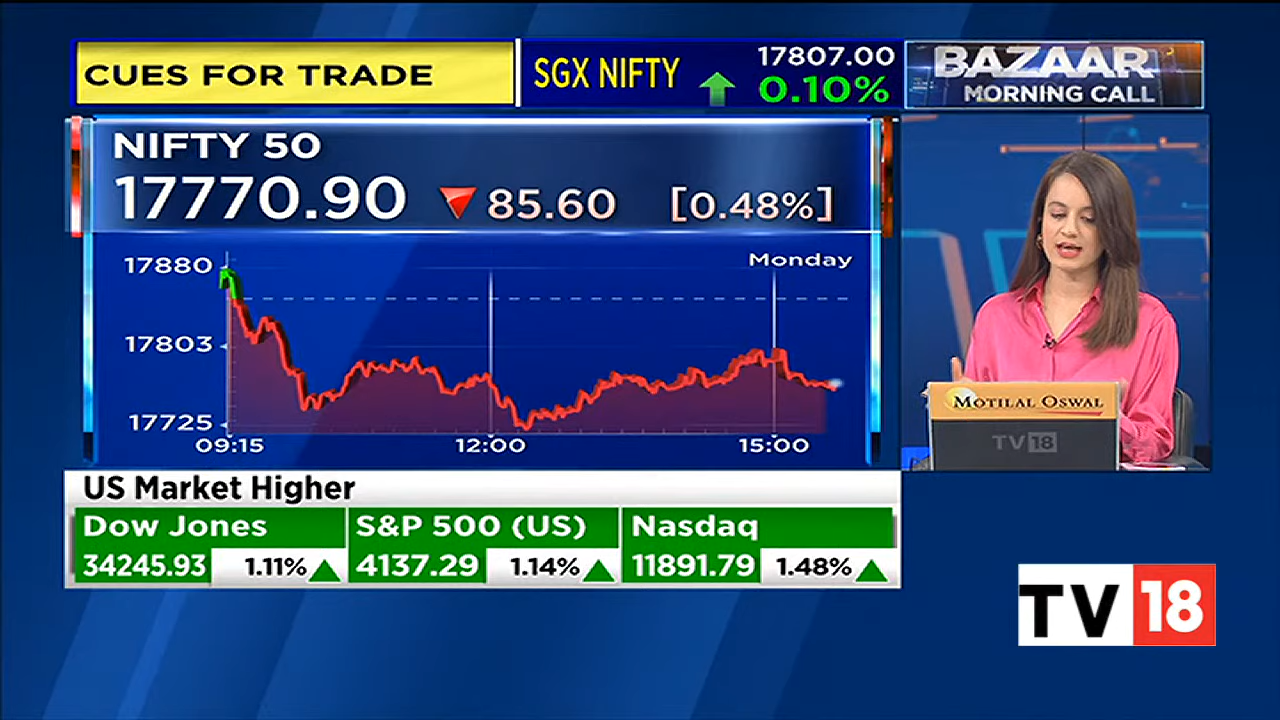 CUES FOR TRADE
SGX NIFTY
17807.00
0.10%
BAZAAR
MORNING CALL
NIFTY 50
17770.90 85.60 [0.48%]
Monday
17880
17803
17725
09:15 12:00 15:00
MOTILAL OSWAL
TV18
US Market Higher
Dow Jones S&P 500 (US) Nasdaq
34245.93 1.11% 4137.29 1.14% 11891.79 1.48%
TV18